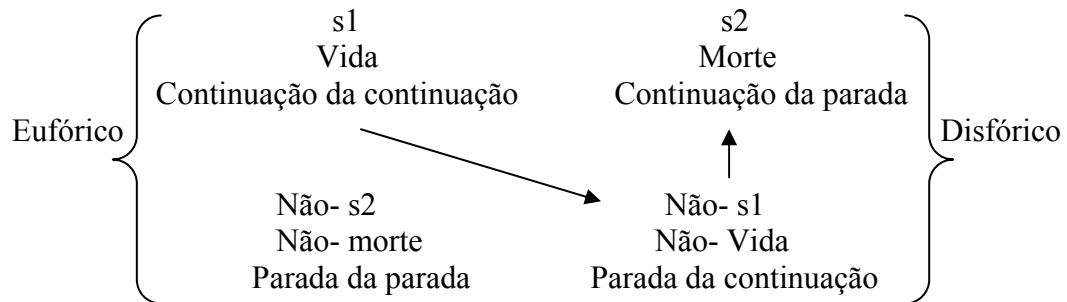 s1 s2
Vida Morte
Continuação da continuação Continuação da parada
Eufórico Disfórico
Não- s2 Não- s1
Não- morte Não- Vida
Parada da parada Parada da continuação